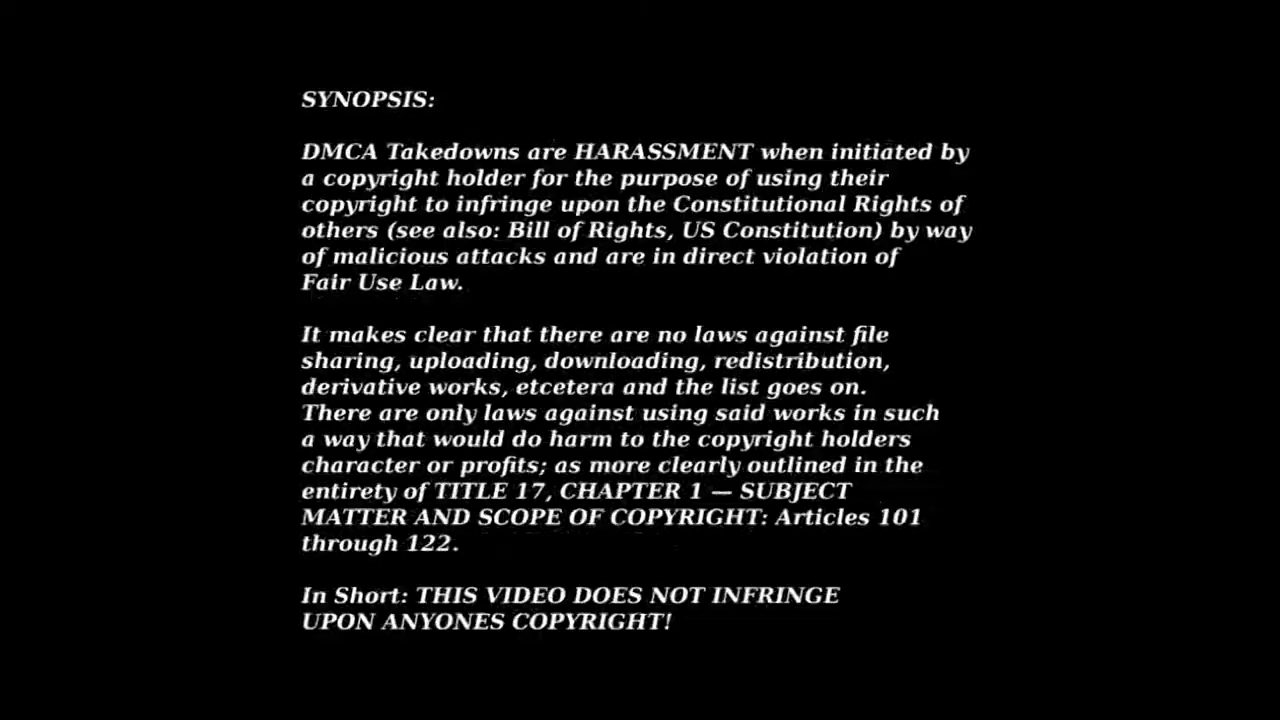 SYNOPSIS:
DMCA Takedowns are HARASSMENT when initiated by
a copyright holder for the purpose of using their
copyright to infringe upon the Constitutional Rights of
others (see also: Bill of Rights, US Constitution) by way
of malicious attacks and are in direct violation of
Fair Use Law.
It makes clear that there are no laws against file
sharing, uploading, downloading, redistribution,
derivative works, etcetera and the list goes on.
There are only laws against using said works in such
a way that would do harm to the copyright holders
character or profits; as more clearly outlined in the
entirety of TITLE 17, CHAPTER 1 — SUBJECT
MATTER AND SCOPE OF COPYRIGHT: Articles 101
through 122.
In Short: THIS VIDEO DOES NOT INFRINGE
UPON ANYONES COPYRIGHT!